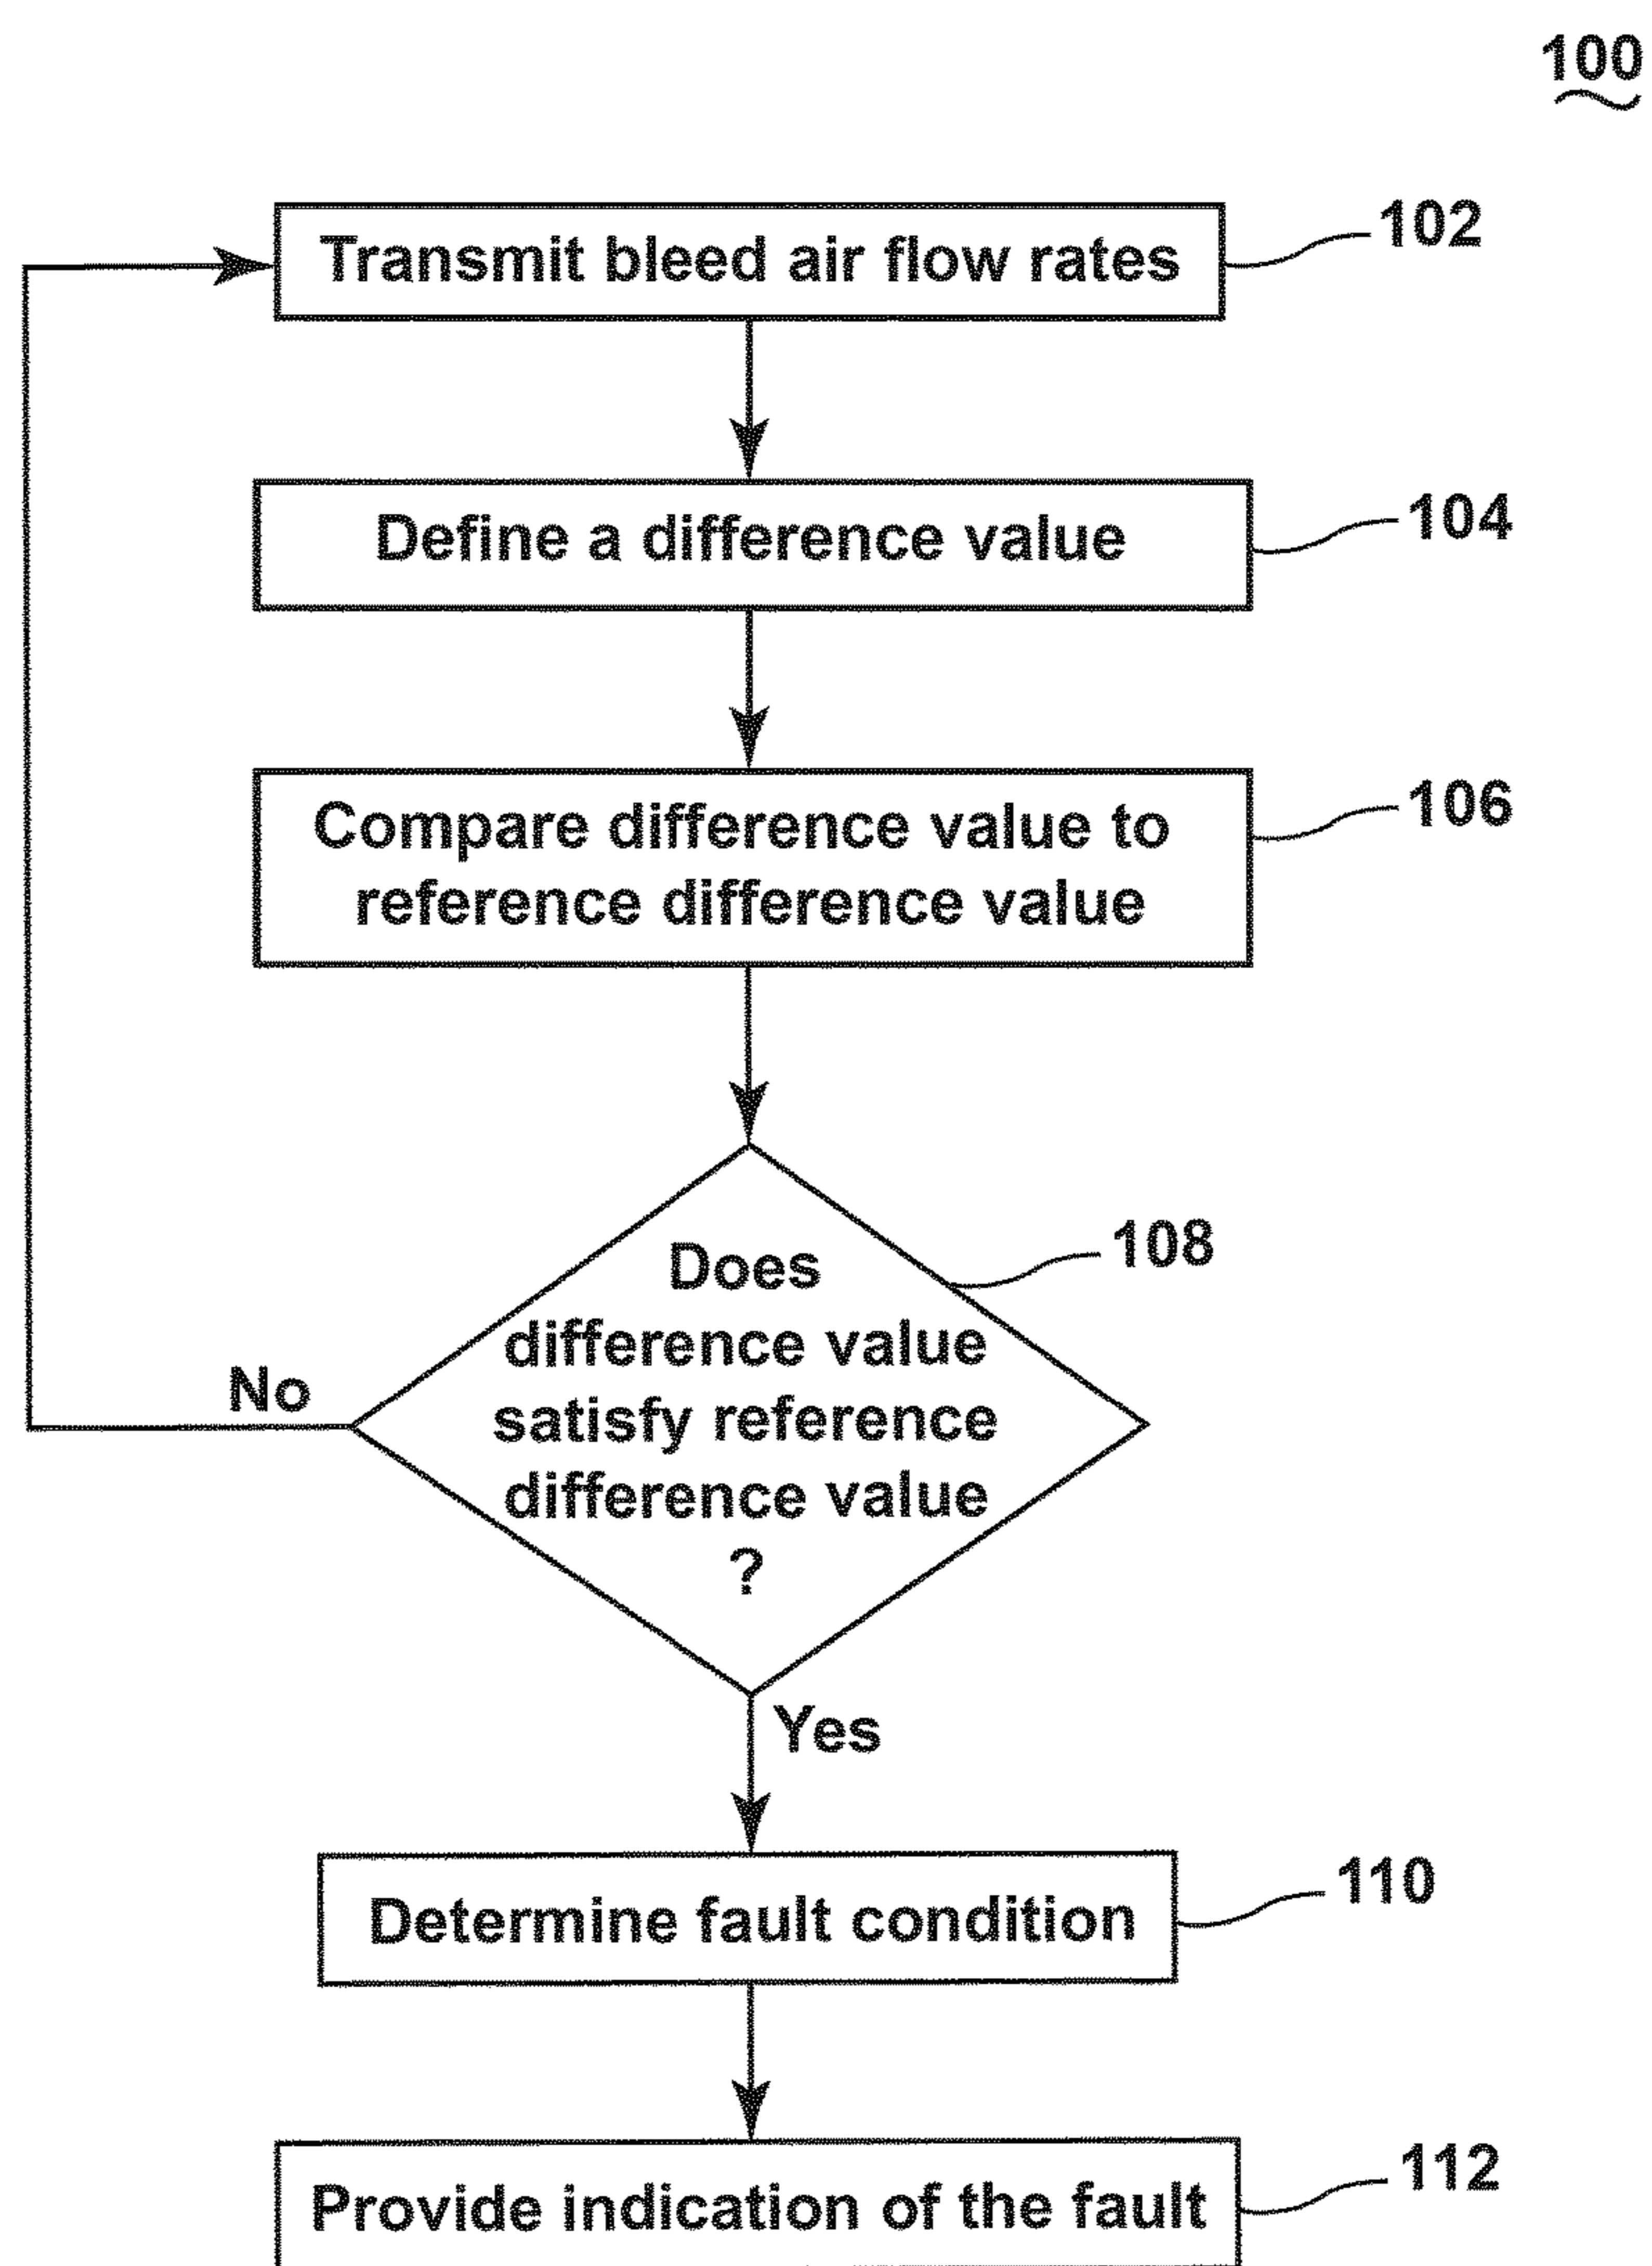 100
Transmit bleed air flow rates
102
Define a difference value
104
Compare difference value to
reference difference value
106
Does
difference value
satisfy reference
difference value
?
108
No
Yes
Determine fault condition
110
Provide indication of the fault
112